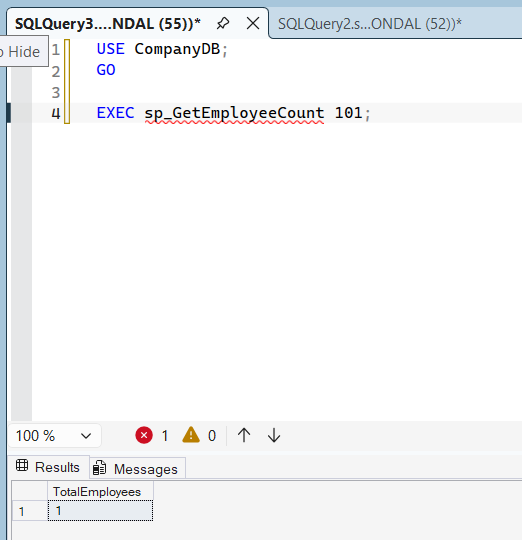 SQLQuery3....NDAL (55))*
SQLQuery2.s...ONDAL (52))*
o Hide
1 USE CompanyDB;
2 GO
3
4 EXEC sp_GetEmployeeCount 101;
100 %
1
0
Results
Messages
TotalEmployees
1 1